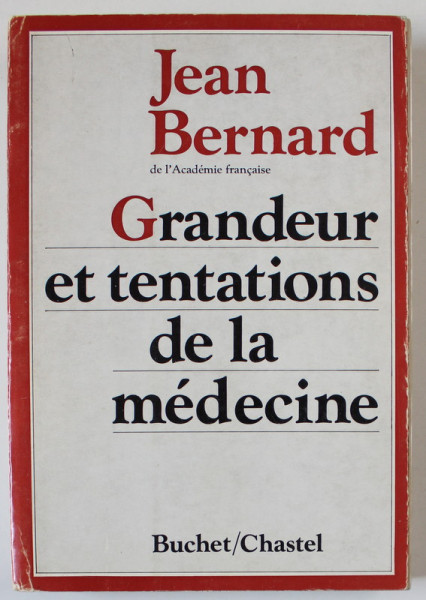 Jean
Bernard
de l'Académie française
Grandeur
et tentations
de la
médecine
Buchet/Chastel